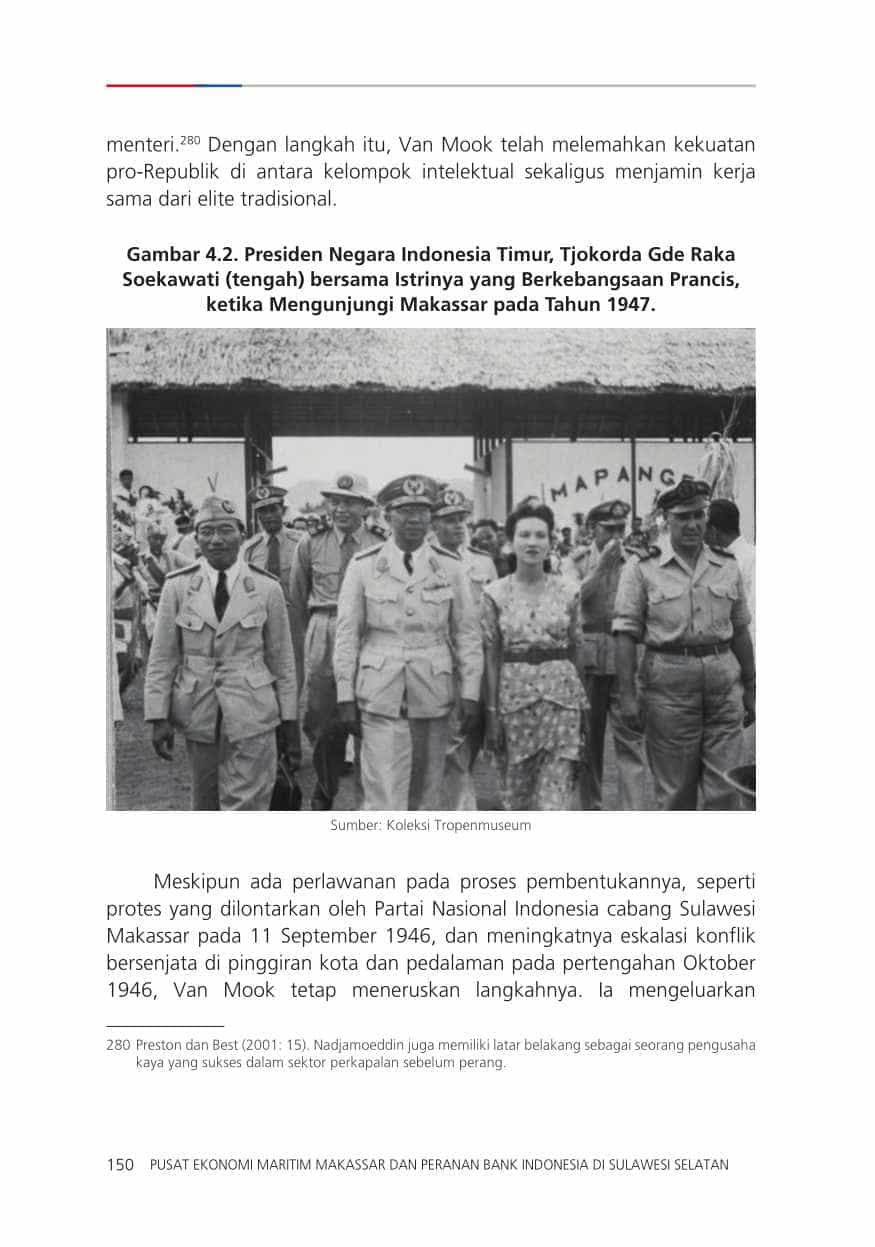 menteri.²⁸⁰ Dengan langkah itu, Van Mook telah melemahkan kekuatan
pro-Republik di antara kelompok intelektual sekaligus menjamin kerja
sama dari elite tradisional.
Gambar 4.2. Presiden Negara Indonesia Timur, Tjokorda Gde Raka
Soekawati (tengah) bersama Istrinya yang Berkebangsaan Prancis,
ketika Mengunjungi Makassar pada Tahun 1947.
MAPANG
Sumber: Koleksi Tropenmuseum
Meskipun ada perlawanan pada proses pembentukannya, seperti
protes yang dilontarkan oleh Partai Nasional Indonesia cabang Sulawesi
Makassar pada 11 September 1946, dan meningkatnya eskalasi konflik
bersenjata di pinggiran kota dan pedalaman pada pertengahan Oktober
1946, Van Mook tetap meneruskan langkahnya. Ia mengeluarkan
280 Preston dan Best (2001: 15). Nadjamoeddin juga memiliki latar belakang sebagai seorang pengusaha
kaya yang sukses dalam sektor perkapalan sebelum perang.
150 PUSAT EKONOMI MARITIM MAKASSAR DAN PERANAN BANK INDONESIA DI SULAWESI SELATAN